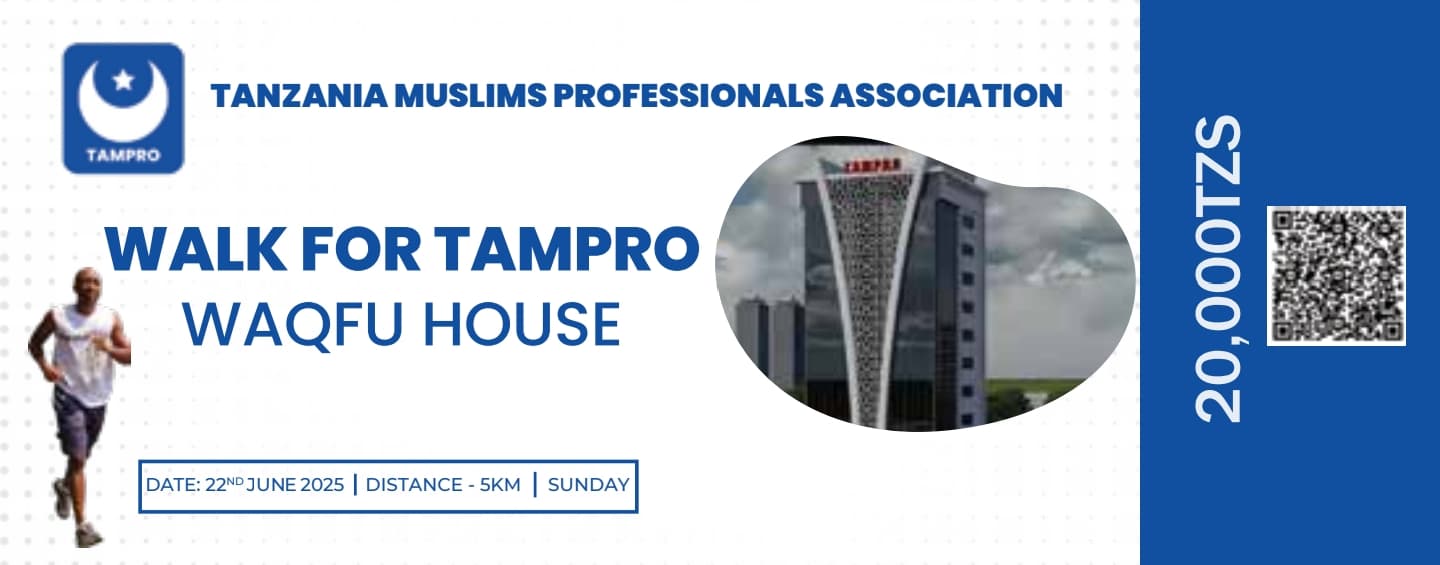 TAMPRO
TANZANIA MUSLIMS PROFESSIONALS ASSOCIATION
TAMPRO
WALK FOR TAMPRO
WAQFU HOUSE
DATE: 22ND JUNE 2025 | DISTANCE - 5KM | SUNDAY
20,000TZS